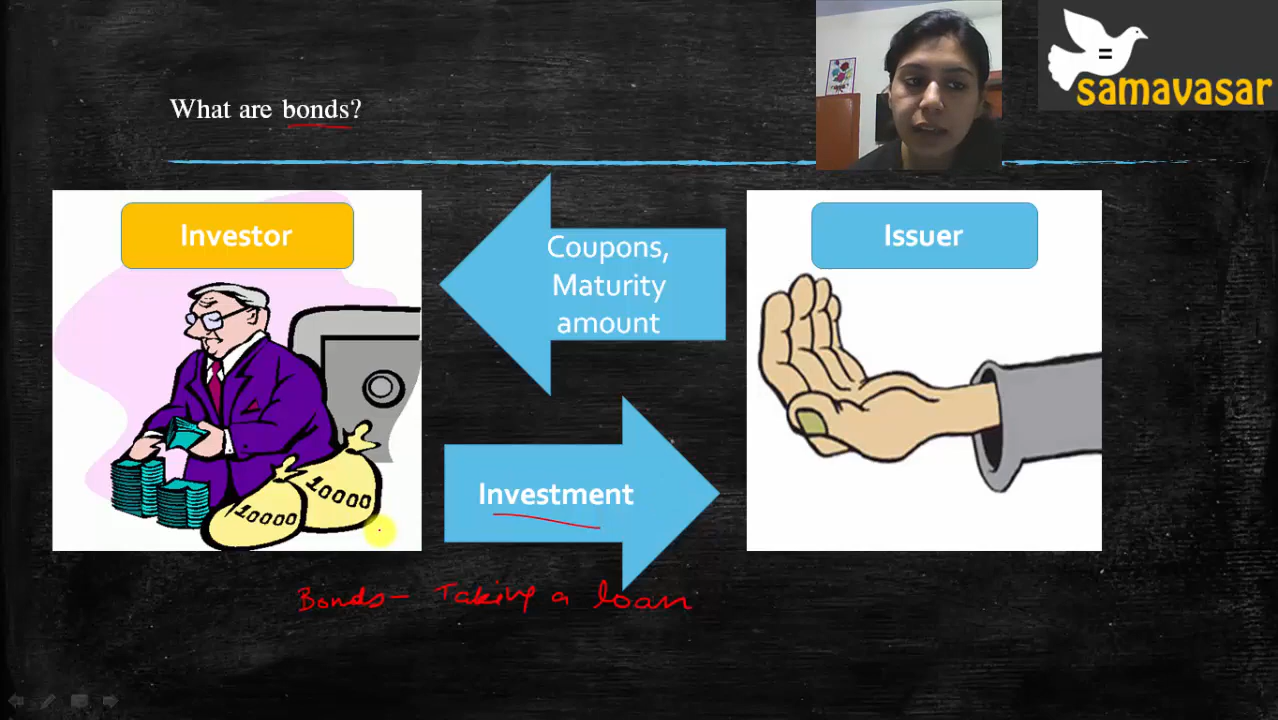 What are bonds?
=
samavasar
Investor
Coupons,
Maturity
amount
Issuer
10000
10000
Investment
Bonds- Taking a loan